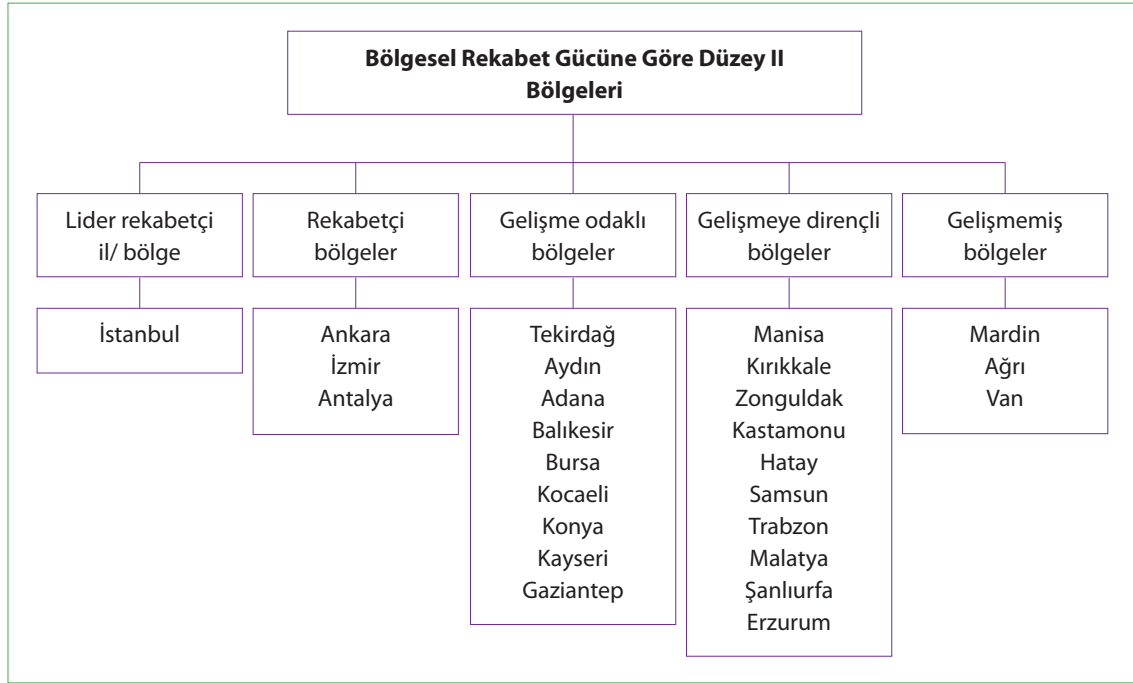 Bölgesel Rekabet Gücüne Göre Düzey II
Bölgeleri
Lider rekabetçi
il/ bölge
Rekabetçi
bölgeler
Gelişme odaklı
bölgeler
Gelişmeye dirençli
bölgeler
Gelişmemiş
bölgeler
İstanbul
Ankara
İzmir
Antalya
Tekirdağ
Aydın
Adana
Balıkesir
Bursa
Kocaeli
Konya
Kayseri
Gaziantep
Manisa
Kırıkkale
Zonguldak
Kastamonu
Hatay
Samsun
Trabzon
Malatya
Şanlıurfa
Erzurum
Mardin
Ağrı
Van